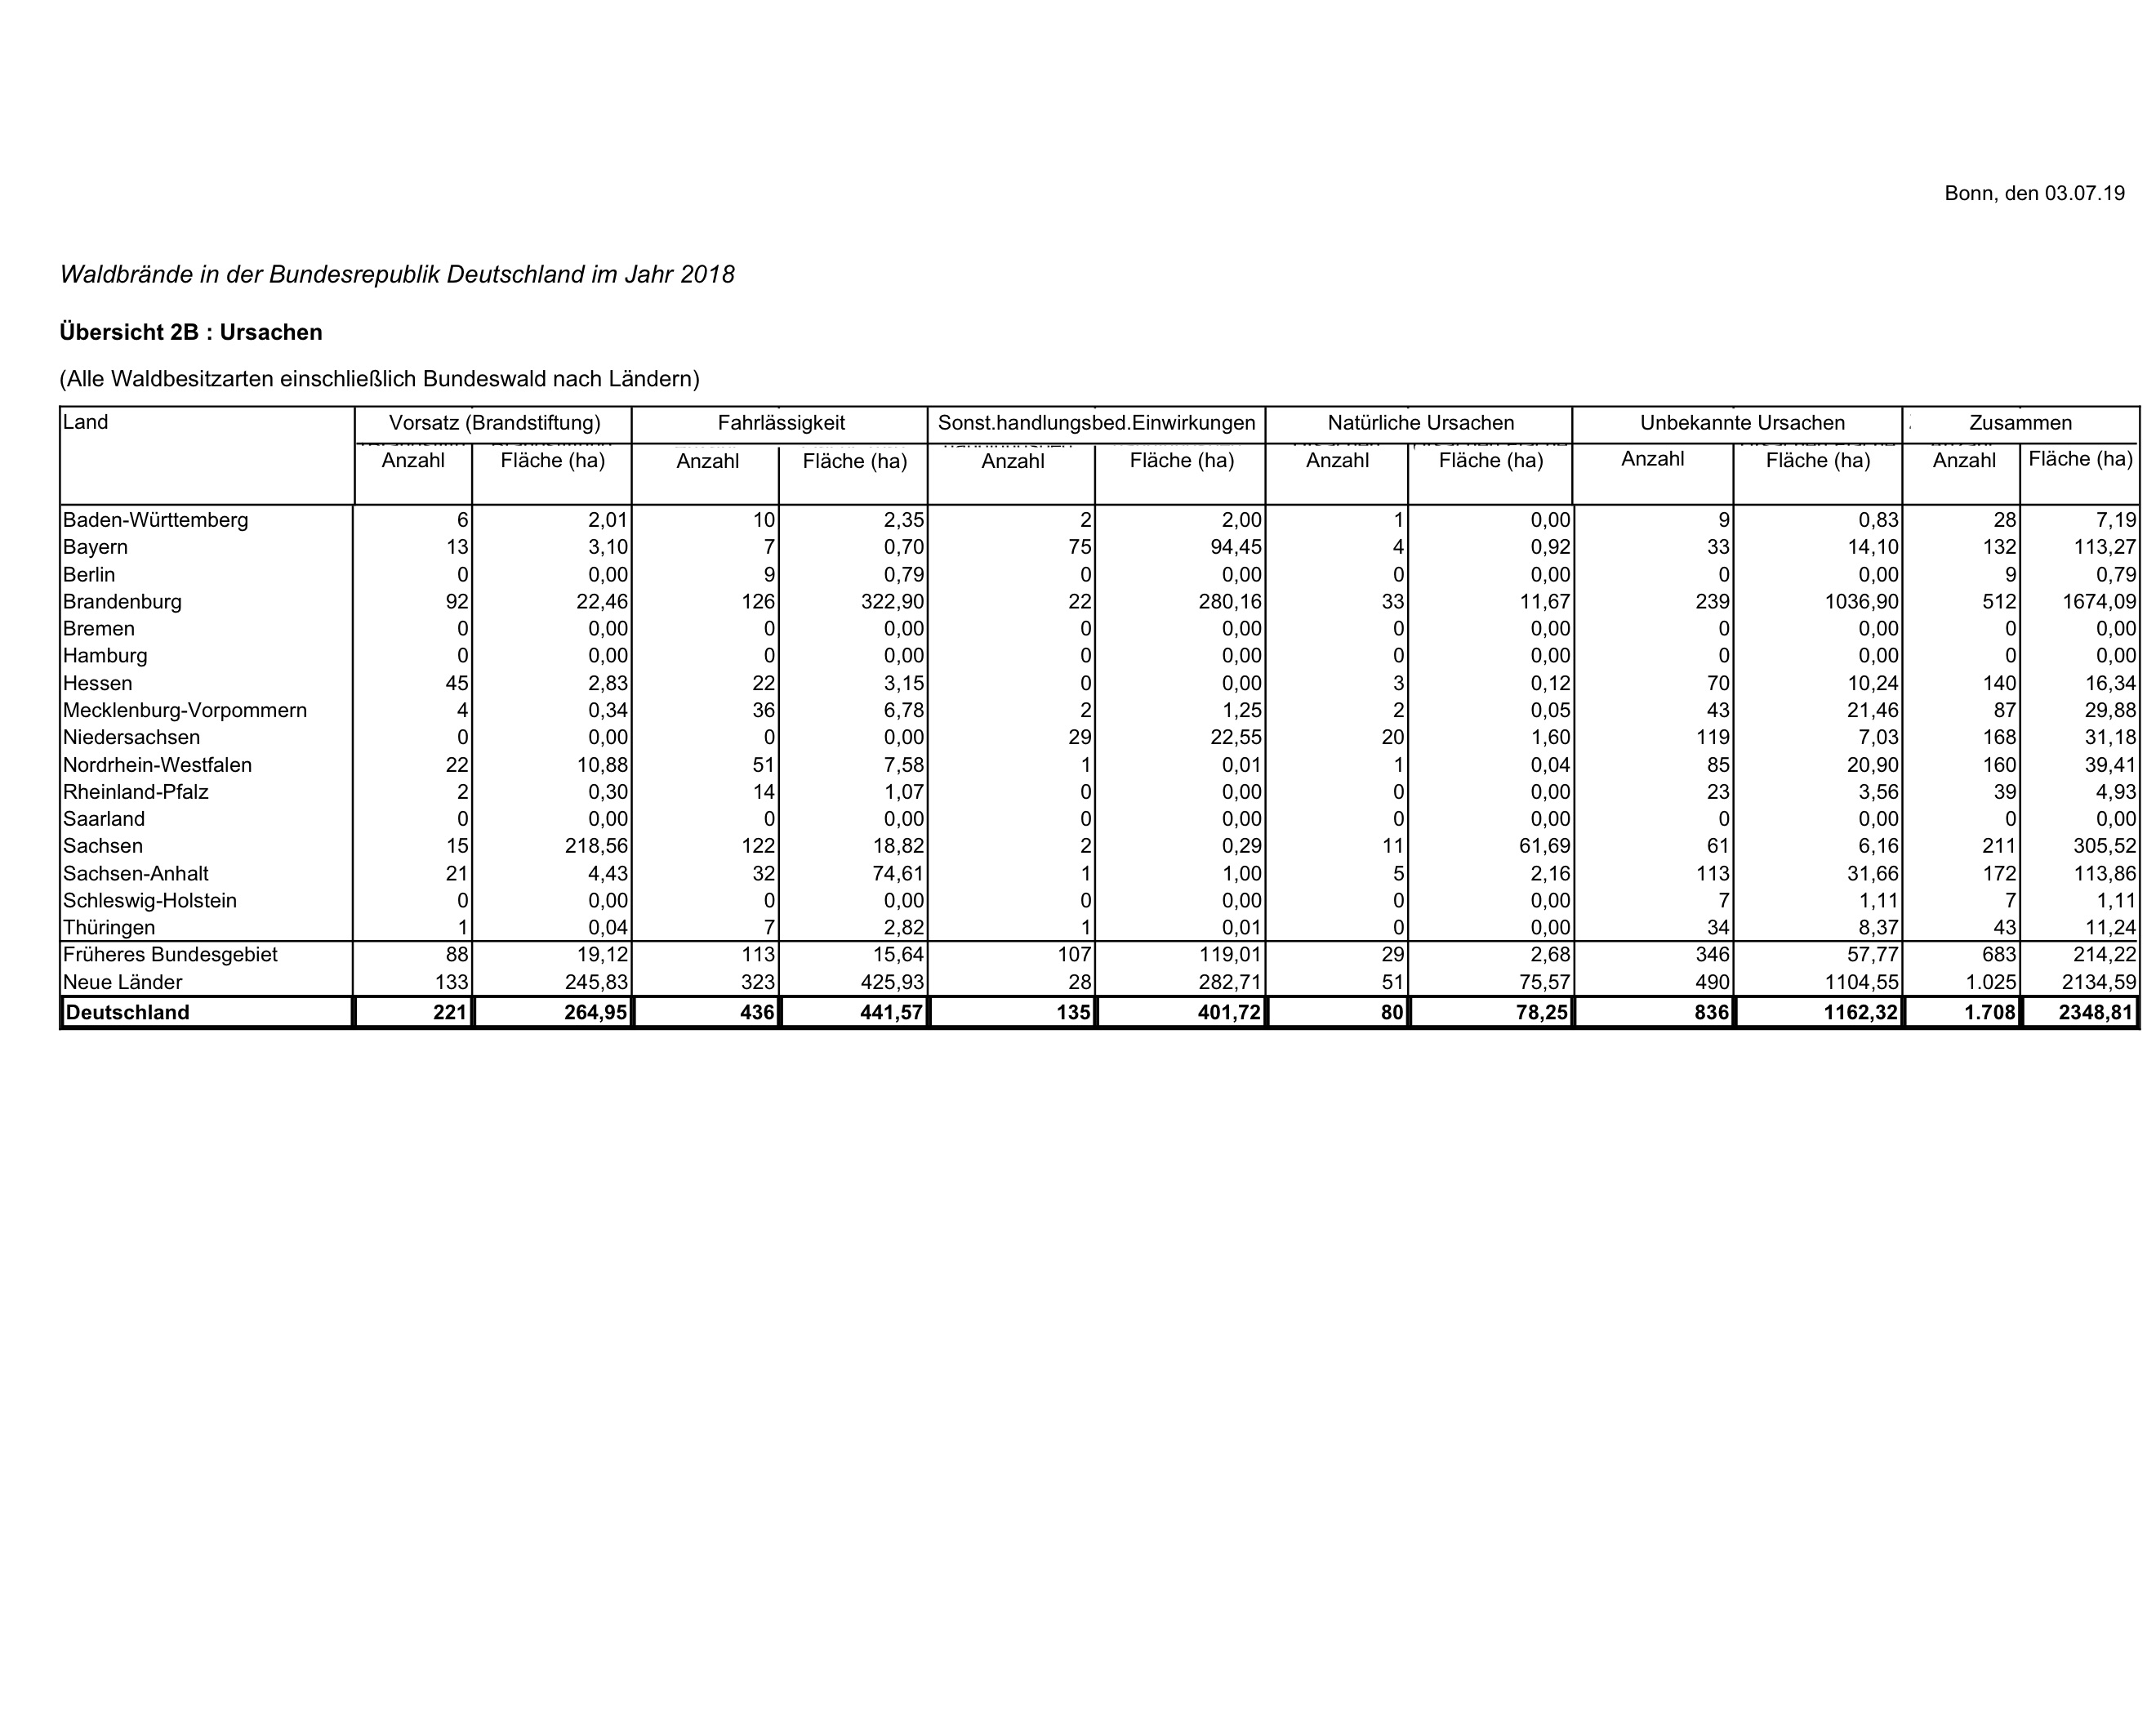 Bonn, den 03.07.19
Waldbrände in der Bundesrepublik Deutschland im Jahr 2018
Übersicht 2B : Ursachen
(Alle Waldbesitzarten einschließlich Bundeswald nach Ländern)
Land Vorsatz (Brandstiftung) Fahrlässigkeit Sonst.handlungsbed.Einwirkungen Natürliche Ursachen Unbekannte Ursachen Zusammen
Anzahl Fläche (ha) Anzahl Fläche (ha) Anzahl Fläche (ha) Anzahl Fläche (ha) Anzahl Fläche (ha) Anzahl Fläche (ha)
Baden-Württemberg 6 2,01 10 2,35 2 2,00 1 0,00 9 0,83 28 7,19
Bayern 13 3,10 7 0,70 75 94,45 4 0,92 33 14,10 132 113,27
Berlin 0 0,00 9 0,79 0 0,00 0 0,00 0 0,00 9 0,79
Brandenburg 92 22,46 126 322,90 22 280,16 33 11,67 239 1036,90 512 1674,09
Bremen 0 0,00 0 0,00 0 0,00 0 0,00 0 0,00 0 0,00
Hamburg 0 0,00 0 0,00 0 0,00 0 0,00 0 0,00 0 0,00
Hessen 45 2,83 22 3,15 0 0,00 3 0,12 70 10,24 140 16,34
Mecklenburg-Vorpommern 4 0,34 36 6,78 2 1,25 2 0,05 43 21,46 87 29,88
Niedersachsen 0 0,00 0 0,00 29 22,55 20 1,60 119 7,03 168 31,18
Nordrhein-Westfalen 22 10,88 51 7,58 1 0,01 1 0,04 85 20,90 160 39,41
Rheinland-Pfalz 2 0,30 14 1,07 0 0,00 0 0,00 23 3,56 39 4,93
Saarland 0 0,00 0 0,00 0 0,00 0 0,00 0 0,00 0 0,00
Sachsen 15 218,56 122 18,82 2 0,29 11 61,69 61 6,16 211 305,52
Sachsen-Anhalt 21 4,43 32 74,61 1 1,00 5 2,16 113 31,66 172 113,86
Schleswig-Holstein 0 0,00 0 0,00 0 0,00 0 0,00 7 1,11 7 1,11
Thüringen 1 0,04 7 2,82 1 0,01 0 0,00 34 8,37 43 11,24
Früheres Bundesgebiet 88 19,12 113 15,64 107 119,01 29 2,68 346 57,77 683 214,22
Neue Länder 133 245,83 323 425,93 28 282,71 51 75,57 490 1104,55 1.025 2134,59
Deutschland 221 264,95 436 441,57 135 401,72 80 78,25 836 1162,32 1.708 2348,81